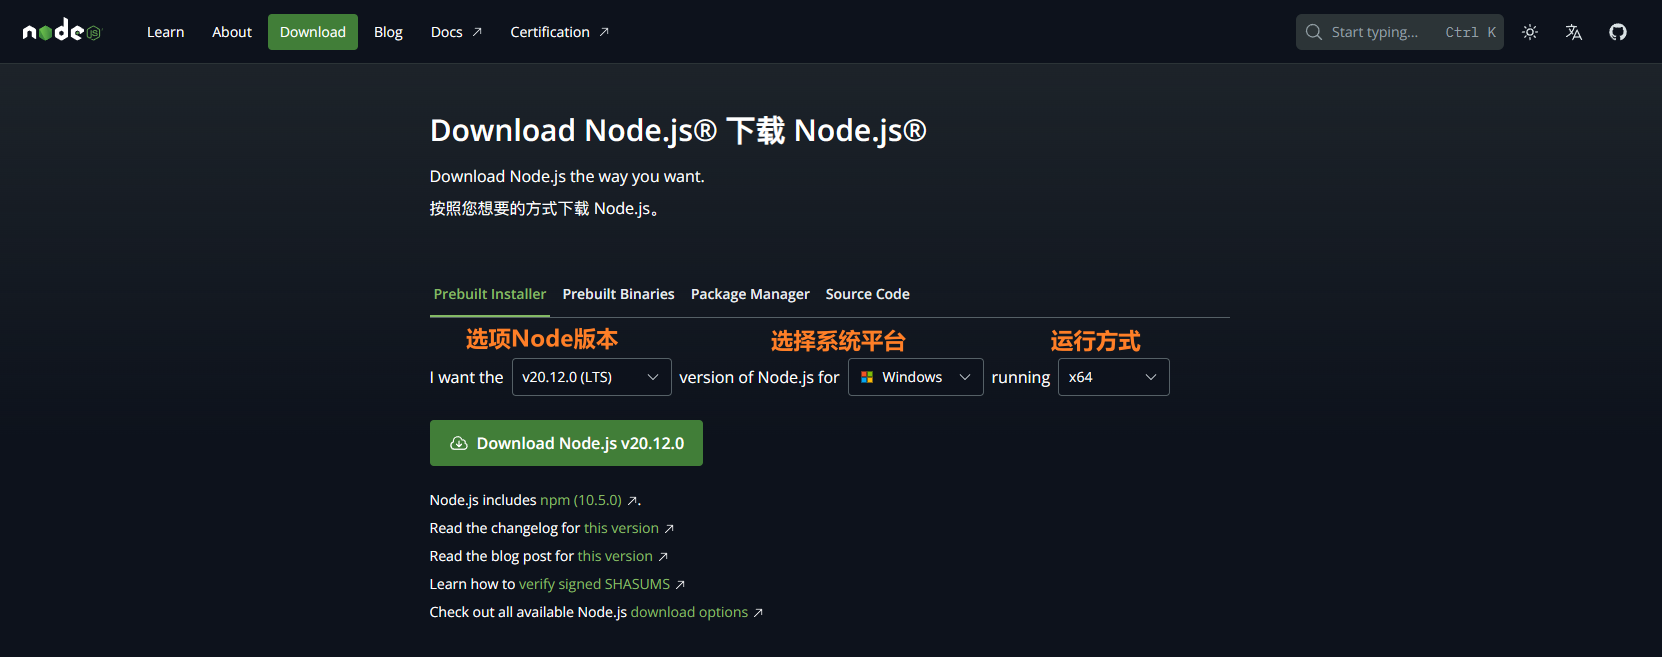 node JS
Learn About Download Blog Docs Certification Start typing... Ctrl K
Download Node.js® 下载 Node.js®
Download Node.js the way you want.
按照您想要的方式下载 Node.js。
Prebuilt Installer Prebuilt Binaries Package Manager Source Code
选项Node版本 选择系统平台 运行方式
I want the v20.12.0 (LTS) version of Node.js for Windows running x64
Download Node.js v20.12.0
Node.js includes npm (10.5.0) ↗.
Read the changelog for this version ↗
Read the blog post for this version ↗
Learn how to verify signed SHASUMS ↗
Check out all available Node.js download options ↗